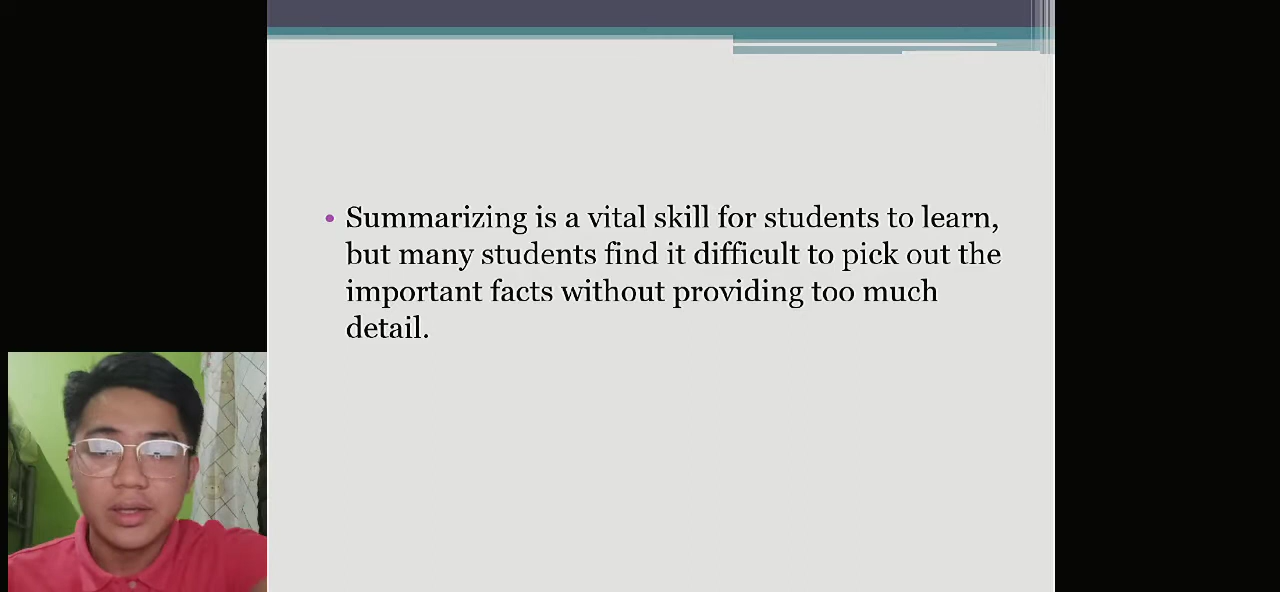 Summarizing is a vital skill for students to learn,
but many students find it difficult to pick out the
important facts without providing too much
detail.